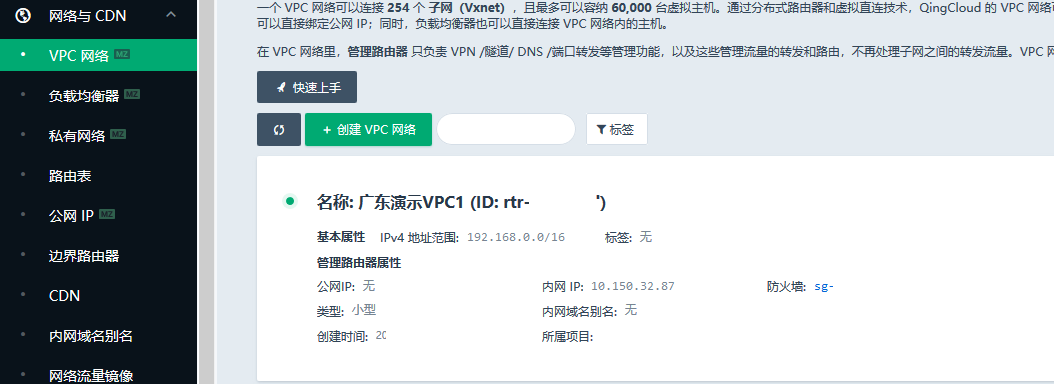 网络与 CDN
VPC 网络 MZ
负载均衡器 MZ
私有网络 MZ
路由表
公网 IP MZ
边界路由器
CDN
内网域名别名
网络流量镜像
一个 VPC 网络可以连接 254 个 子网（Vxnet），且最多可以容纳 60,000 台虚拟主机。通过分布式路由器和虚拟直连技术，QingCloud 的 VPC 网络可
可以直接绑定公网 IP；同时，负载均衡器也可以直接连接 VPC 网络内的主机。
在 VPC 网络里，管理路由器 只负责 VPN /隧道/ DNS /端口转发等管理功能，以及这些管理流量的转发和路由，不再处理子网之间的转发流量。VPC 网
快速上手
+ 创建 VPC 网络
标签
名称: 广东演示VPC1 (ID: rtr- ')
基本属性 IPv4 地址范围: 192.168.0.0/16 标签: 无
管理路由器属性
公网IP: 无 内网 IP: 10.150.32.87 防火墙: sg-
类型: 小型 内网域名别名: 无
创建时间: 20 所属项目: